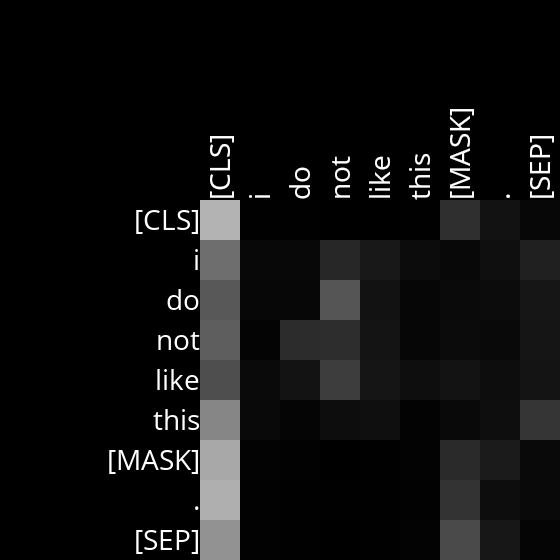 [CLS] i do not like this [MASK] . [SEP]
[CLS]
i
do
not
like
this
[MASK]
.
[SEP]